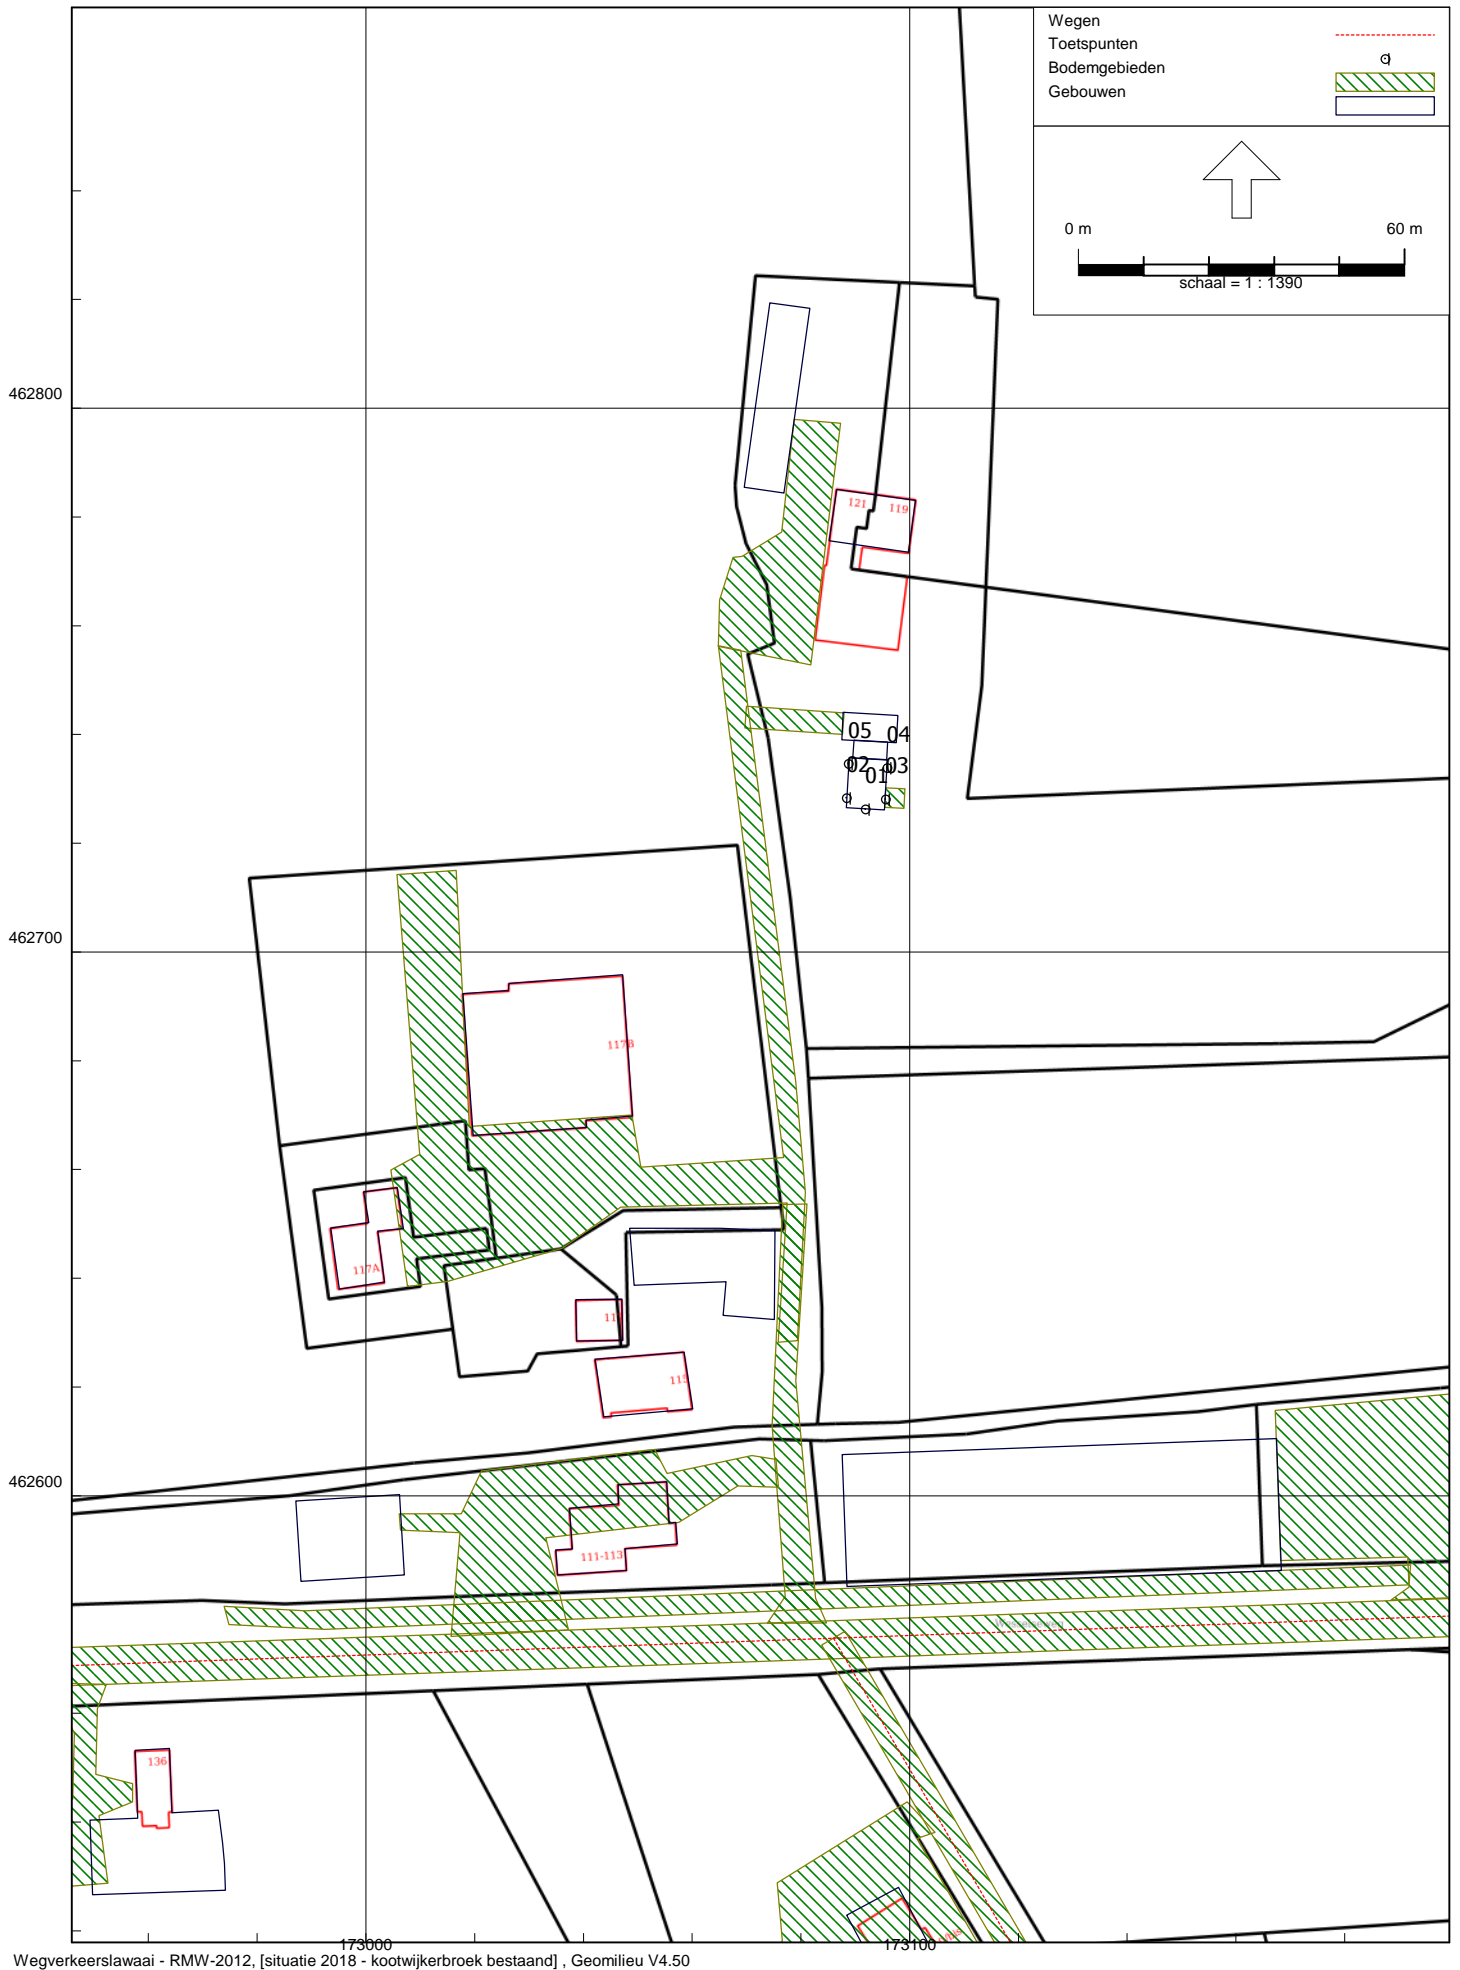 Wegen
Toetspunten
Bodemgebieden
Gebouwen
0 m 60 m
schaal = 1 : 1390
462800
121 119
05 04
02 03
01
462700
117B
117A
115
462600
111-113
136
173000 173100
Wegverkeerslawaai - RMW-2012, [situatie 2018 - kootwijkerbroek bestaand] , Geomilieu V4.50